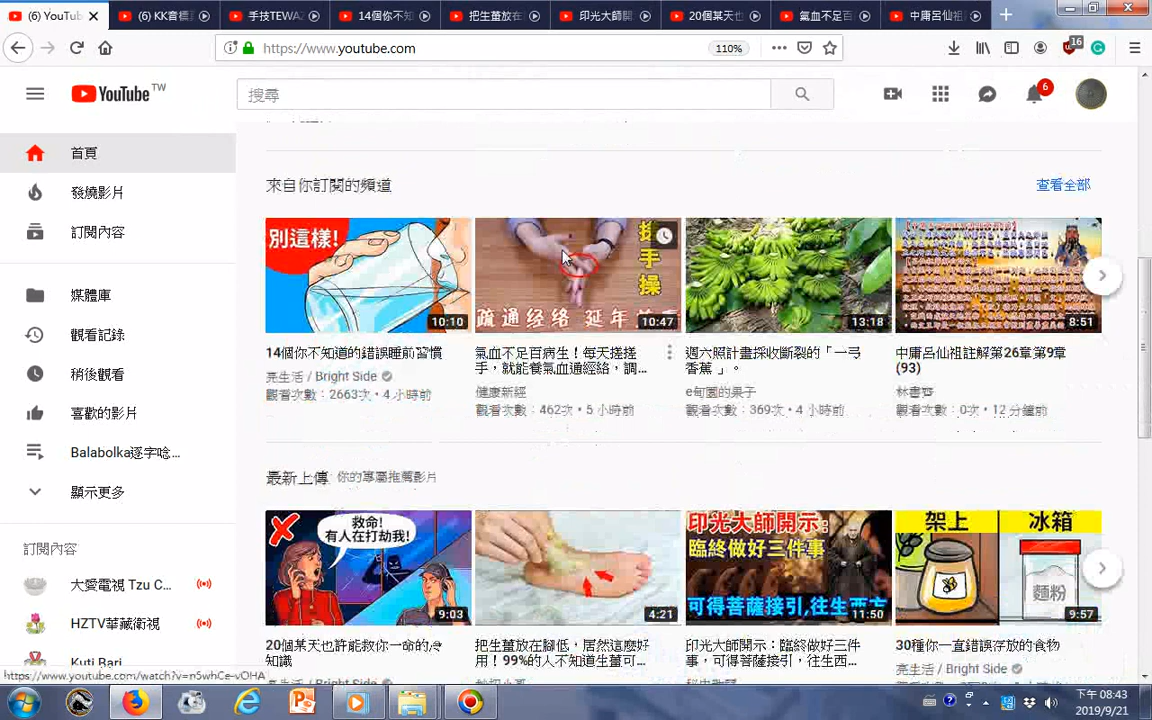 (6) YouTu
(6) KK音標
手技TEWA
14個你不知
把生薑放在
印光大師開
20個某天也
氣血不足百
中庸呂仙祖
https://www.youtube.com
110%
16
YouTube TW
搜尋
6
首頁
發燒影片
訂閱內容
媒體庫
觀看記錄
稍後觀看
喜歡的影片
Balabolka逐字唸...
顯示更多
訂閱內容
大愛電視 Tzu C...
HZTV華藏衛視
Kuti Bari
來自你訂閱的頻道
查看全部
別這樣!
10:10
搓手操
疏通经络 延年
10:47
13:18
8:51
14個你不知道的錯誤睡前習慣
亮生活 / Bright Side
觀看次數：2663次 • 4 小時前
氣血不足百病生！每天搓搓
手，就能養氣血通經絡，調...
健康新經
觀看次數：462次 • 5 小時前
週六照計畫採收斷裂的「一弓
香蕉 」。
e甸園的果子
觀看次數：369次 • 4 小時前
中庸呂仙祖註解第26章第9章
(93)
林書齊
觀看次數：0次 • 12 分鐘前
最新上傳 你的專屬推薦影片
救命!
有人在打劫我!
9:03
4:21
印光大師開示:
臨終做好三件事
可得菩薩接引,往生西方
11:50
架上
冰箱
麵粉
9:57
20個某天也許能救你一命的小
知識
亮生活 / Bright Side
把生薑放在腳低，居然這麼好
用！99%的人不知道生薑可...
印光大師開示：臨終做好三件
事，可得菩薩接引，往生西...
30種你一直錯誤存放的食物
亮生活 / Bright Side
https://www.youtube.com/watch?v=n5whCe-vOHA
下午 08:43
2019/9/21